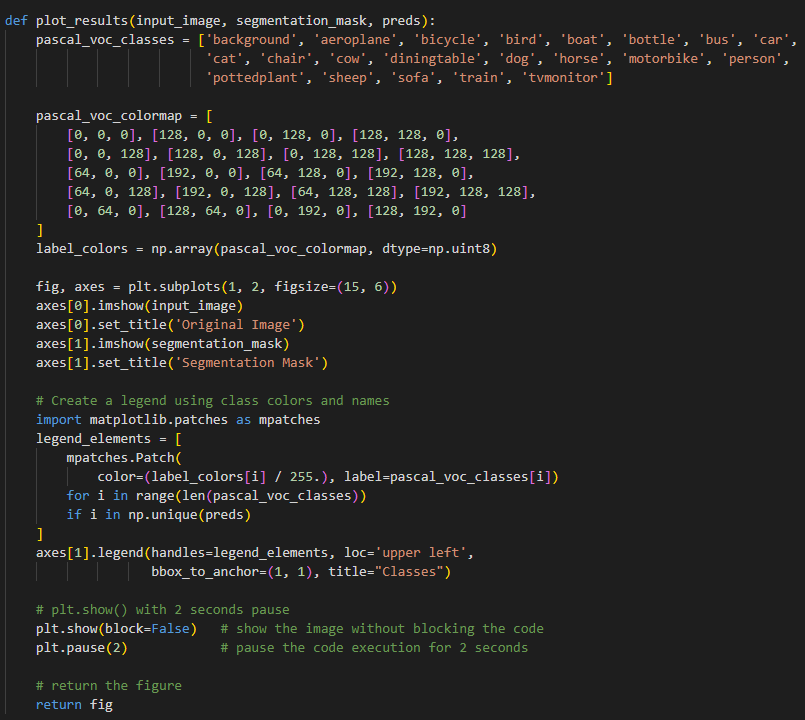 def plot_results(input_image, segmentation_mask, preds):
    pascal_voc_classes = ['background', 'aeroplane', 'bicycle', 'bird', 'boat', 'bottle', 'bus', 'car',
                          'cat', 'chair', 'cow', 'diningtable', 'dog', 'horse', 'motorbike', 'person',
                          'pottedplant', 'sheep', 'sofa', 'train', 'tvmonitor']

    pascal_voc_colormap = [
        [0, 0, 0], [128, 0, 0], [0, 128, 0], [128, 128, 0],
        [0, 0, 128], [128, 0, 128], [0, 128, 128], [128, 128, 128],
        [64, 0, 0], [192, 0, 0], [64, 128, 0], [192, 128, 0],
        [64, 0, 128], [192, 0, 128], [64, 128, 128], [192, 128, 128],
        [0, 64, 0], [128, 64, 0], [0, 192, 0], [128, 192, 0]
    ]
    label_colors = np.array(pascal_voc_colormap, dtype=np.uint8)

    fig, axes = plt.subplots(1, 2, figsize=(15, 6))
    axes[0].imshow(input_image)
    axes[0].set_title('Original Image')
    axes[1].imshow(segmentation_mask)
    axes[1].set_title('Segmentation Mask')

    # Create a legend using class colors and names
    import matplotlib.patches as mpatches
    legend_elements = [
        mpatches.Patch(
            color=(label_colors[i] / 255.), label=pascal_voc_classes[i])
        for i in range(len(pascal_voc_classes))
        if i in np.unique(preds)
    ]
    axes[1].legend(handles=legend_elements, loc='upper left',
                   bbox_to_anchor=(1, 1), title="Classes")

    # plt.show() with 2 seconds pause
    plt.show(block=False)   # show the image without blocking the code
    plt.pause(2)            # pause the code execution for 2 seconds

    # return the figure
    return fig